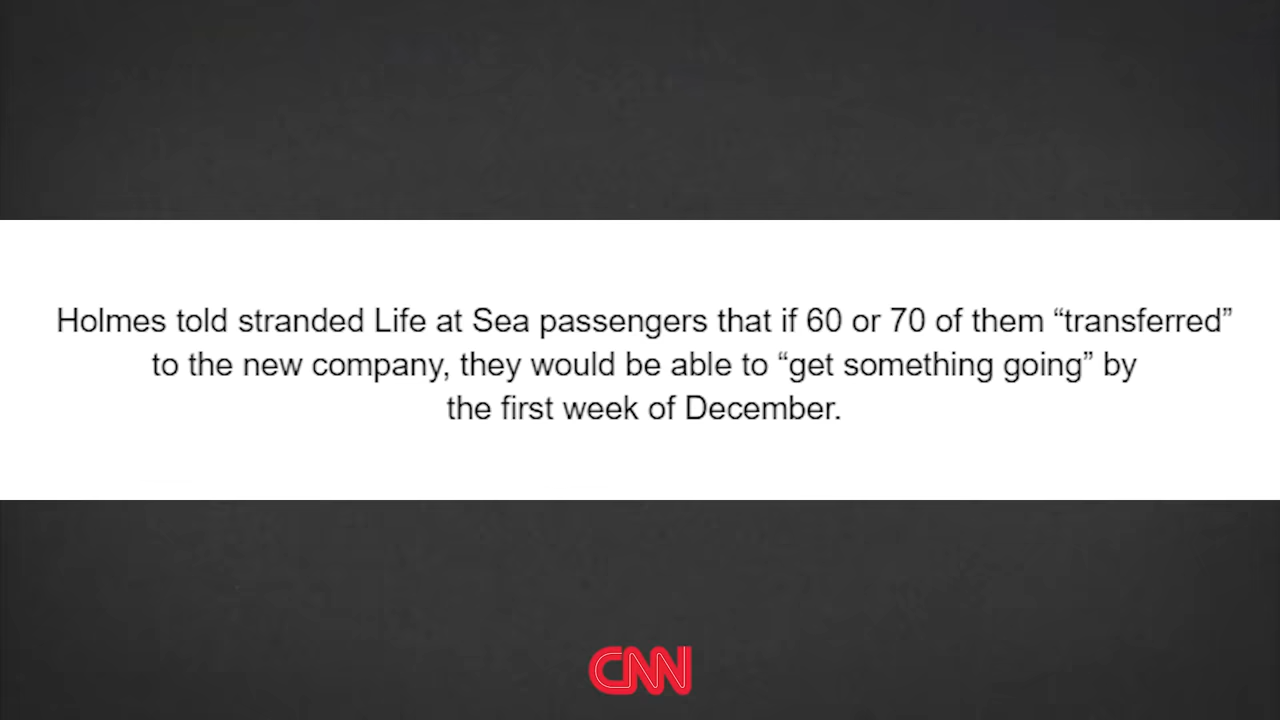 Holmes told stranded Life at Sea passengers that if 60 or 70 of them “transferred”
to the new company, they would be able to “get something going” by
the first week of December.
CNN